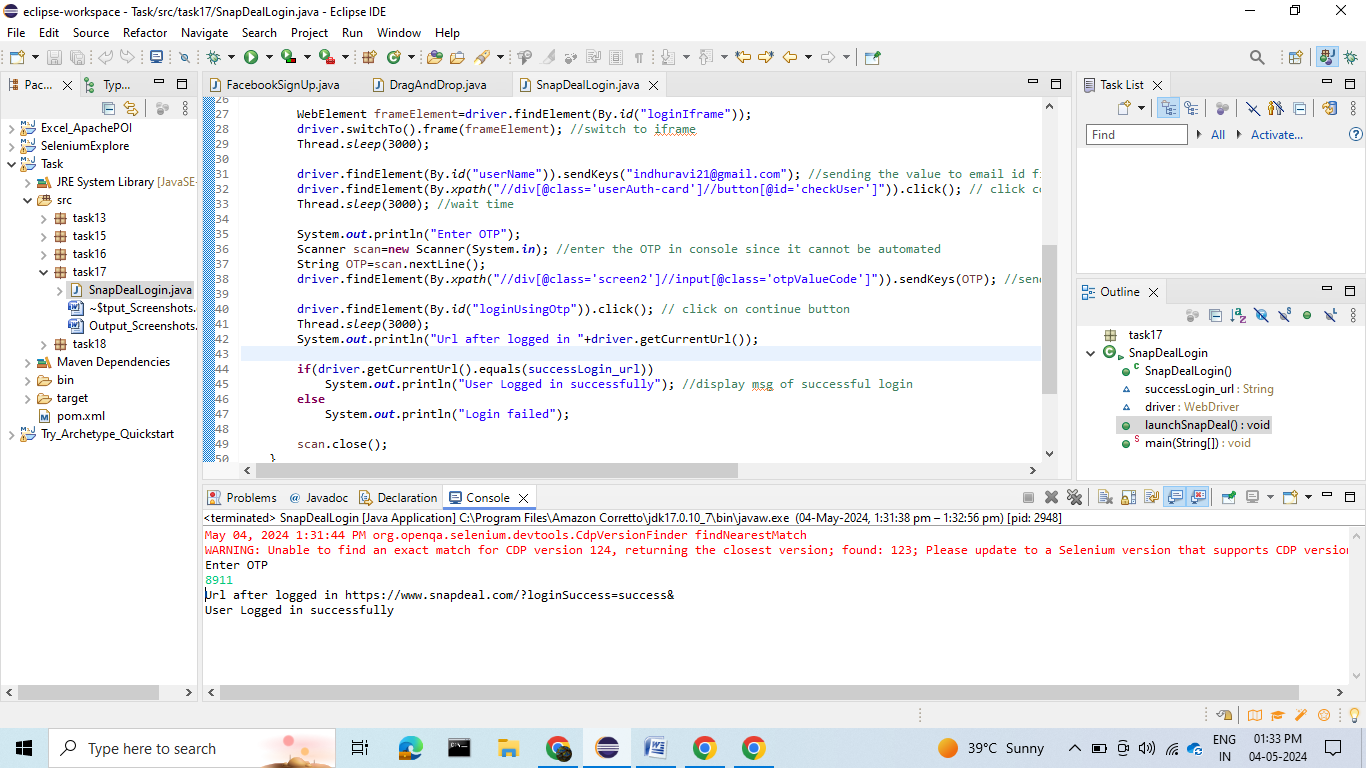 eclipse-workspace - Task/src/task17/SnapDealLogin.java - Eclipse IDE
File Edit Source Refactor Navigate Search Project Run Window Help
Pac... Typ...
Excel_ApachePOI
SeleniumExplore
Task
JRE System Library [JavaSE-
src
task13
task15
task16
task17
SnapDealLogin.java
~$tput_Screenshots.
Output_Screenshots.
task18
Maven Dependencies
bin
target
pom.xml
Try_Archetype_Quickstart
FacebookSignUp.java DragAndDrop.java SnapDealLogin.java
26
27 WebElement frameElement=driver.findElement(By.id("loginIframe"));
28 driver.switchTo().frame(frameElement); //switch to iframe
29 Thread.sleep(3000);
30
31 driver.findElement(By.id("userName")).sendKeys("indhuravi21@gmail.com"); //sending the value to email id fi
32 driver.findElement(By.xpath("//div[@class='userAuth-card']//button[@id='checkUser']")).click(); // click co
33 Thread.sleep(3000); //wait time
34
35 System.out.println("Enter OTP");
36 Scanner scan=new Scanner(System.in); //enter the OTP in console since it cannot be automated
37 String OTP=scan.nextLine();
38 driver.findElement(By.xpath("//div[@class='screen2']//input[@class='otpValueCode']")).sendKeys(OTP); //sen
39
40 driver.findElement(By.id("loginUsingOtp")).click(); // click on continue button
41 Thread.sleep(3000);
42 System.out.println("Url after logged in "+driver.getCurrentUrl());
43
44 if(driver.getCurrentUrl().equals(successLogin_url))
45 System.out.println("User Logged in successfully"); //display msg of successful login
46 else
47 System.out.println("Login failed");
48
49 scan.close();
50 }
Task List
Find All Activate...
Outline
task17
SnapDealLogin
SnapDealLogin()
successLogin_url : String
driver : WebDriver
launchSnapDeal() : void
main(String[]) : void
Problems @ Javadoc Declaration Console
<terminated> SnapDealLogin [Java Application] C:\Program Files\Amazon Corretto\jdk17.0.10_7\bin\javaw.exe (04-May-2024, 1:31:38 pm – 1:32:56 pm) [pid: 2948]
May 04, 2024 1:31:44 PM org.openqa.selenium.devtools.CdpVersionFinder findNearestMatch
WARNING: Unable to find an exact match for CDP version 124, returning the closest version; found: 123; Please update to a Selenium version that supports CDP version
Enter OTP
8911
Url after logged in https://www.snapdeal.com/?loginSuccess=success&
User Logged in successfully
Type here to search
39°C Sunny
ENG
IN
01:33 PM
04-05-2024